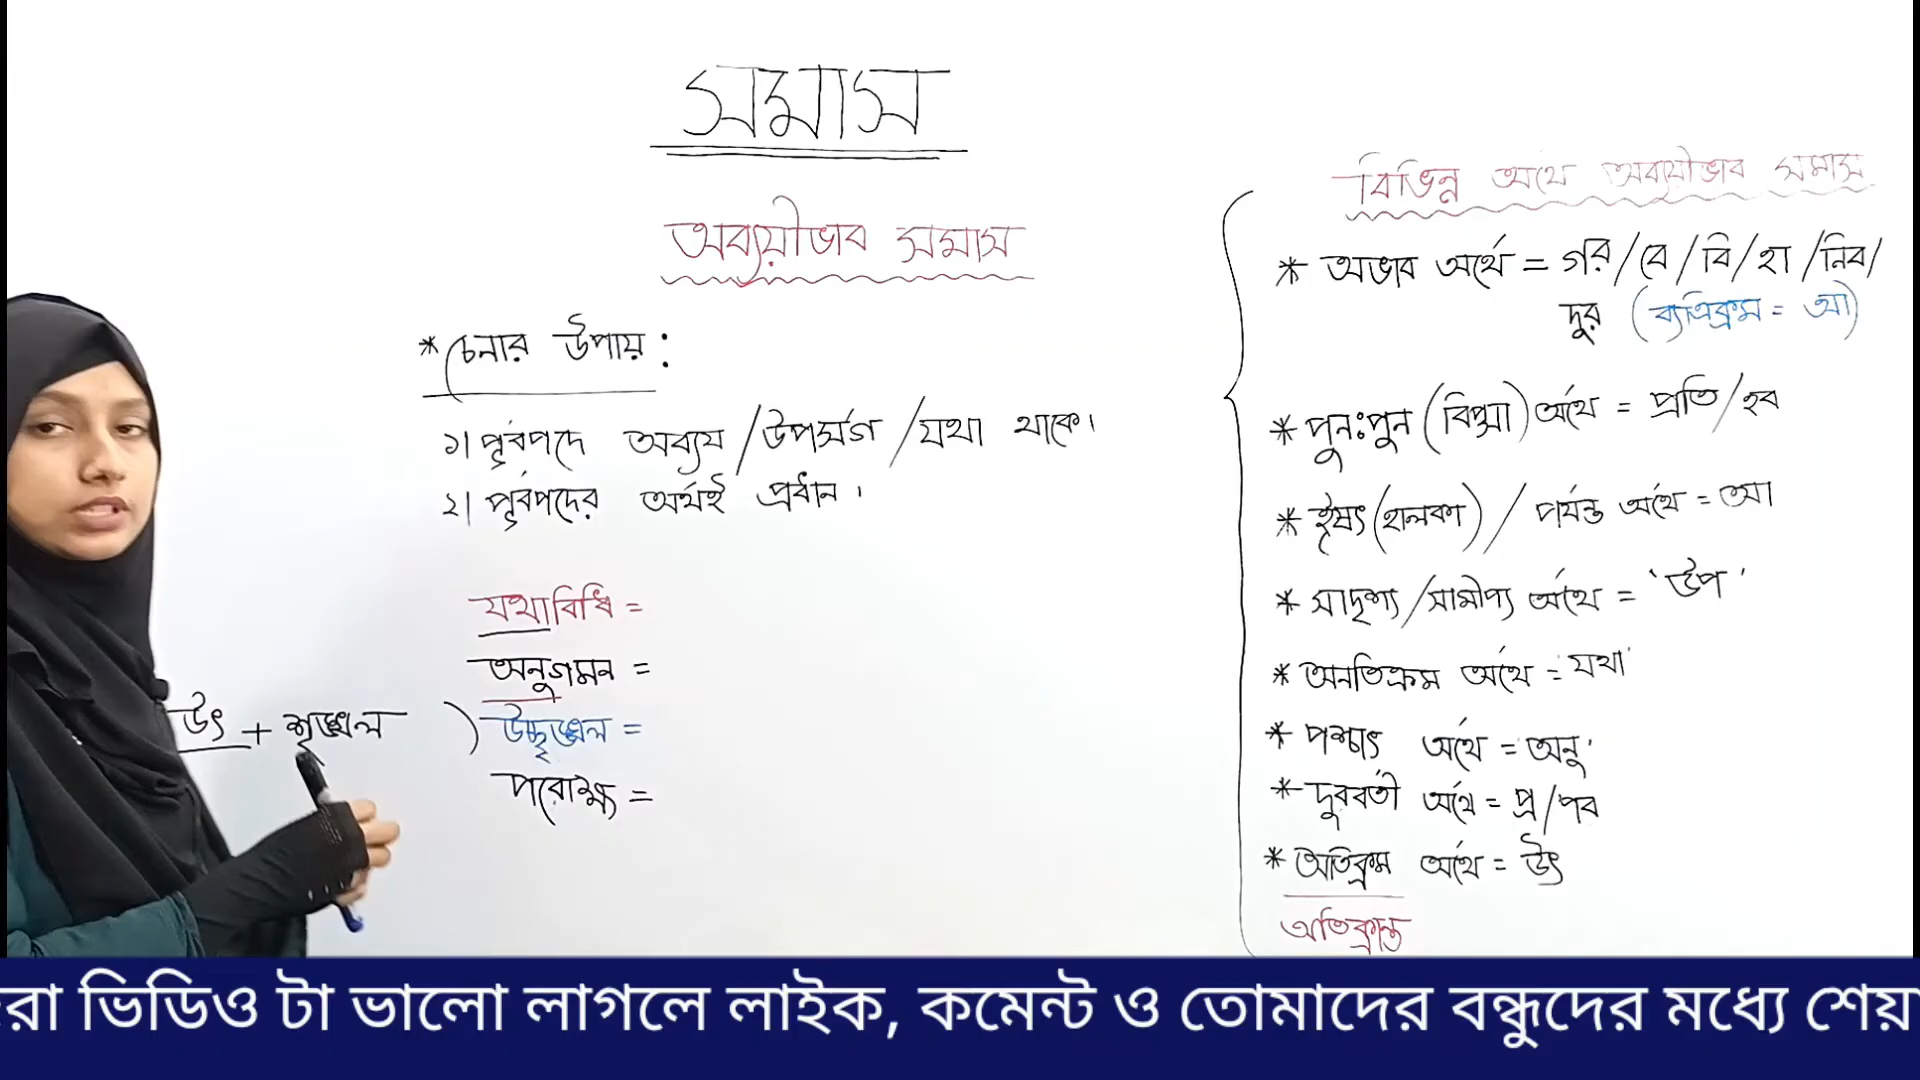 সমাস
অব্যয়ীভাব সমাস
*চেনার উপায়:
১। পূর্বপদে অব্যয়/উপসর্গ/যথা থাকে।
২। পূর্বপদের অর্থই প্রধান।
যথাবিধি =
অনুগমন =
উৎ + শৃঙ্খল ) উচ্ছৃঙ্খল =
পরোক্ষ =
বিভিন্ন অর্থে অব্যয়ীভাব সমাস
* অভাব অর্থে = গর/বে/বি/হা/নির/
দুর (ব্যতিক্রম = আ)
* পুনঃপুন (বিপ্সা) অর্থে = প্রতি/হর
* ঈষৎ(হালকা) / পর্যন্ত অর্থে = আ
* সাদৃশ্য/সামীপ্য অর্থে = 'উপ'
* অনতিক্রম অর্থে = 'যথা'
* পশ্চাৎ অর্থে = 'অনু'
* দূরবর্তী অর্থে = প্র/পর
* অতিক্রম অর্থে = উৎ
অতিক্রান্ত
রা ভিডিও টা ভালো লাগলে লাইক, কমেন্ট ও তোমাদের বন্ধুদের মধ্যে শেয়